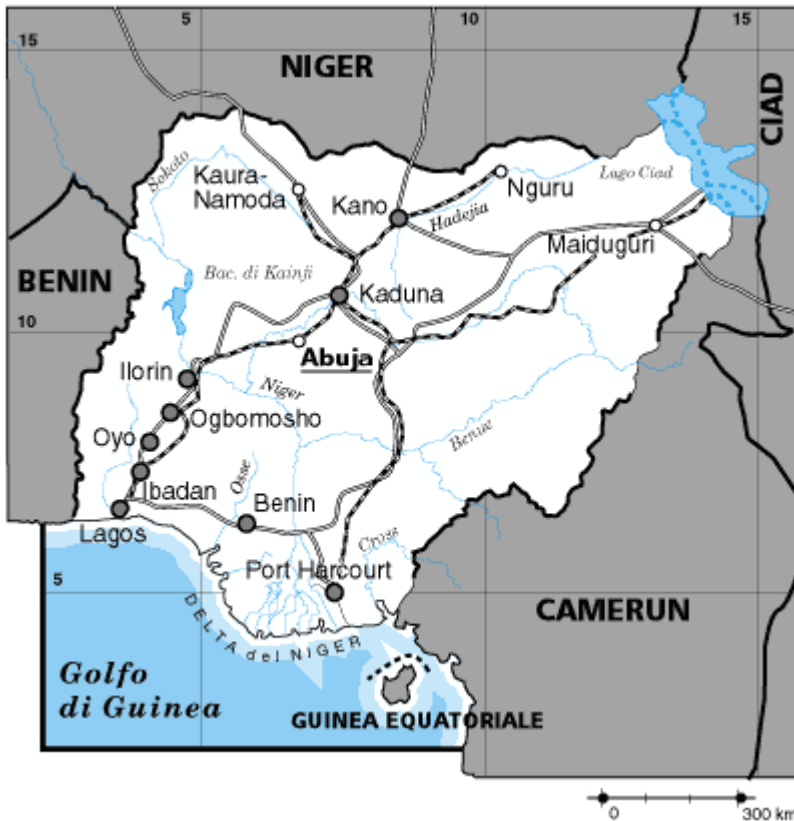 5
10
15
NIGER
CIAD
Sokoto
Kaura-
Namoda
Nguru
Lago Ciad
Kano
Hadejia
Maiduguri
BENIN
Bac. di Kainji
Kaduna
10
Abuja
Ilorin
Niger
Ogbomosho
Oyo
Benue
Ibadan
Osse
Benin
Lagos
Cross
Port Harcourt
5
CAMERUN
DELTA del NIGER
Golfo
di Guinea
GUINEA EQUATORIALE
0
300 km